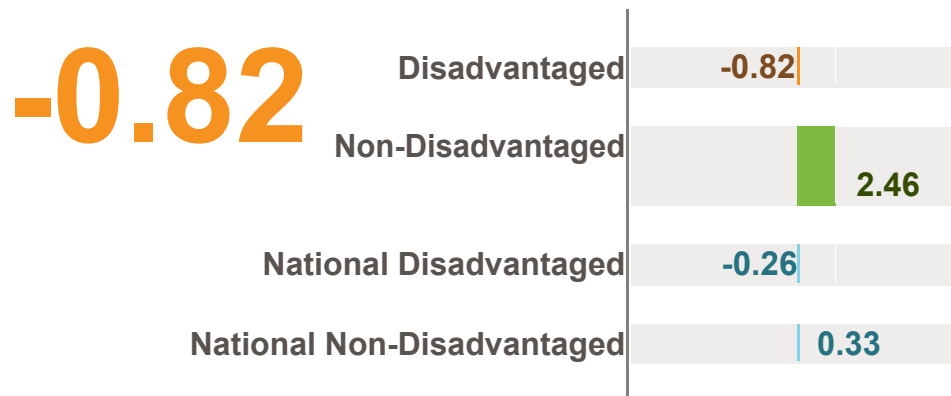 -0.82
Disadvantaged -0.82
Non-Disadvantaged 2.46
National Disadvantaged -0.26
National Non-Disadvantaged 0.33